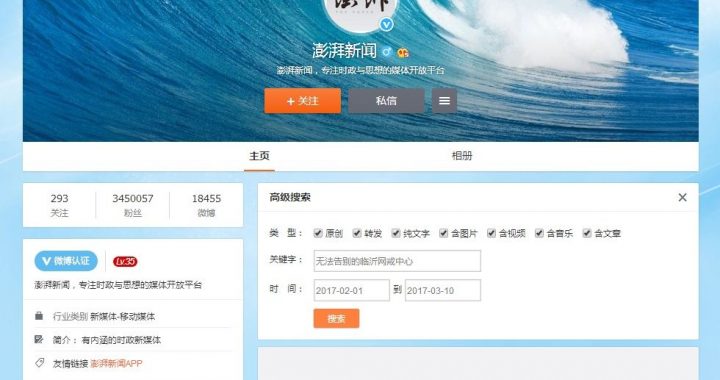 澎湃新闻
澎湃新闻，专注时政与思想的媒体开放平台
+ 关注
私信
主页
相册
293
3450057
18455
关注
粉丝
微博
V 微博认证
Lv.35
澎湃新闻，专注时政与思想的媒体开放平台
行业类别 新媒体-移动媒体
简介： 有内涵的时政新媒体
友情链接 澎湃新闻APP
高级搜索
类 型： 原创 转发 纯文字 含图片 含视频 含音乐 含文章
关键字： 无法告别的临沂网戒中心
时 间： 2017-02-01 到 2017-03-10
搜索